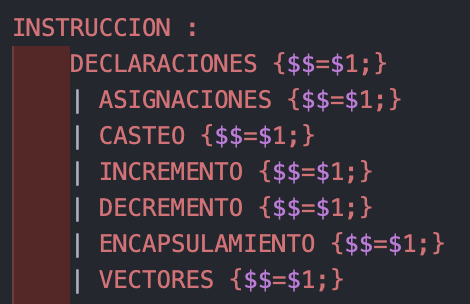 INSTRUCCION :
DECLARACIONES {$$=$1;}
| ASIGNACIONES {$$=$1;}
| CASTEO {$$=$1;}
| INCREMENTO {$$=$1;}
| DECREMENTO {$$=$1;}
| ENCAPSULAMIENTO {$$=$1;}
| VECTORES {$$=$1;}